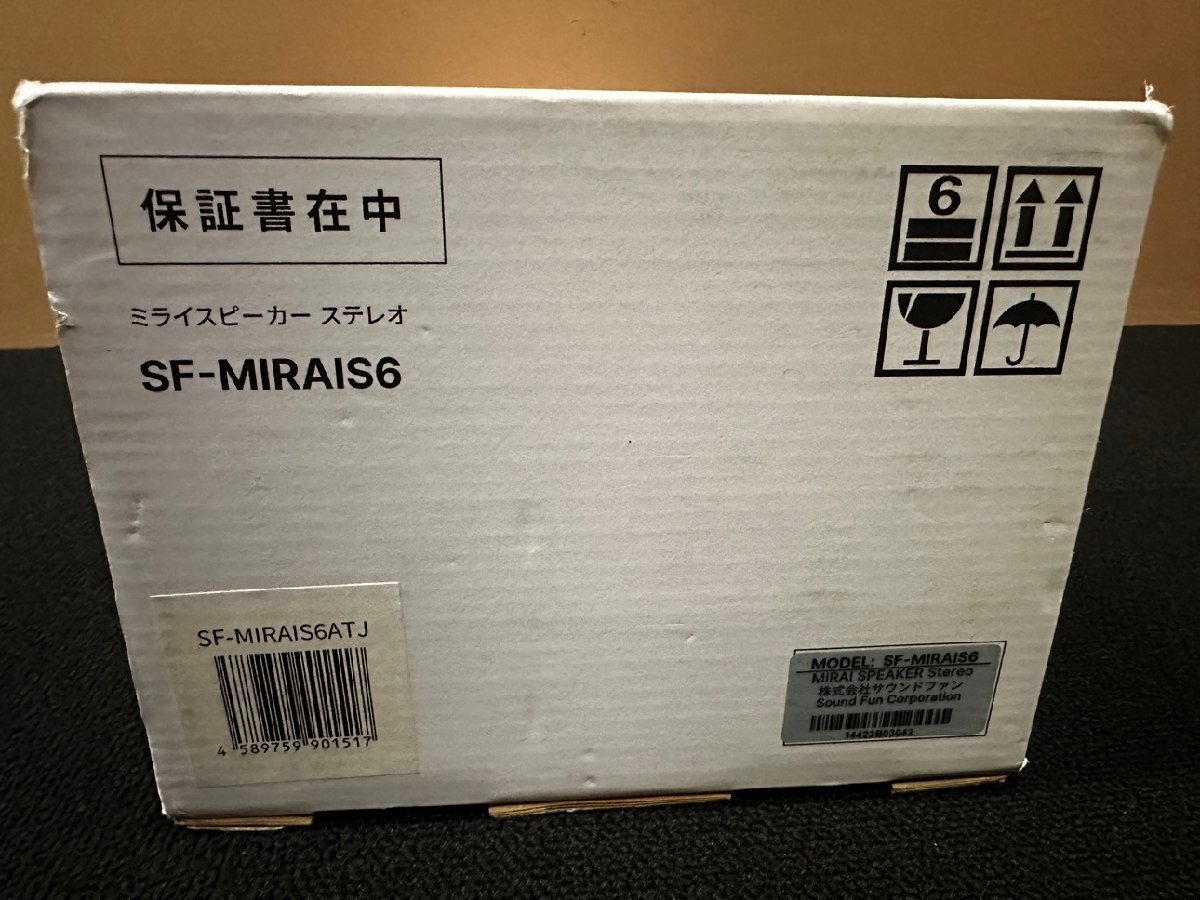 保証書在中
ミライスピーカー ステレオ
SF-MIRAIS6
6
SF-MIRAIS6ATJ
4 589759 901517
MODEL: SF-MIRAIS6
MIRAI SPEAKER Stereo
株式会社サウンドファン
Sound Fun Corporation